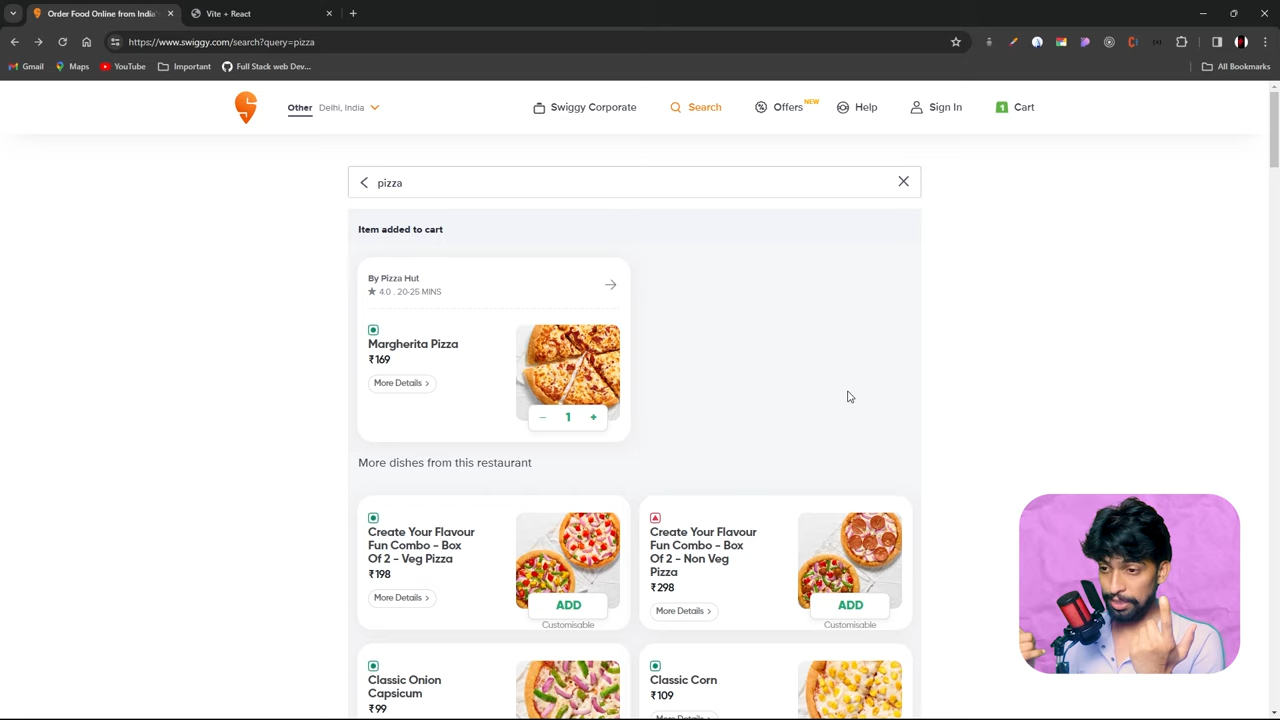 Order Food Online from India's
Vite + React
https://www.swiggy.com/search?query=pizza
Gmail
Maps
YouTube
Important
Full Stack web Dev...
All Bookmarks
Other Delhi, India
Swiggy Corporate
Search
Offers NEW
Help
Sign In
1 Cart
pizza
Item added to cart
By Pizza Hut
4.0 . 20-25 MINS
Margherita Pizza
₹169
More Details >
− 1 +
More dishes from this restaurant
Create Your Flavour
Fun Combo - Box
Of 2 - Veg Pizza
₹198
More Details >
ADD
Customisable
Create Your Flavour
Fun Combo - Box
Of 2 - Non Veg
Pizza
₹298
More Details >
ADD
Customisable
Classic Onion
Capsicum
₹99
Classic Corn
₹109
More Details >